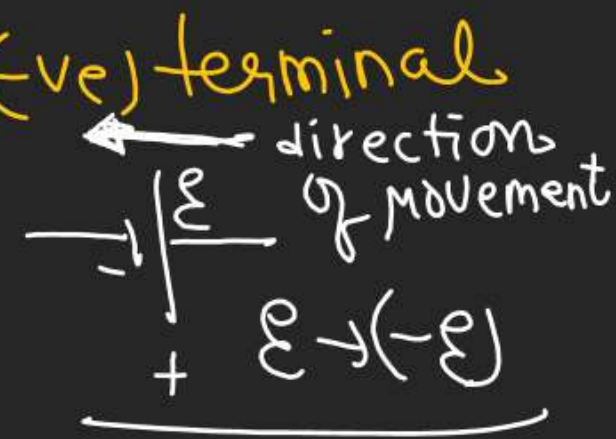 (-ve) terminal
direction
of movement
ε
- +
ε → (-ε)